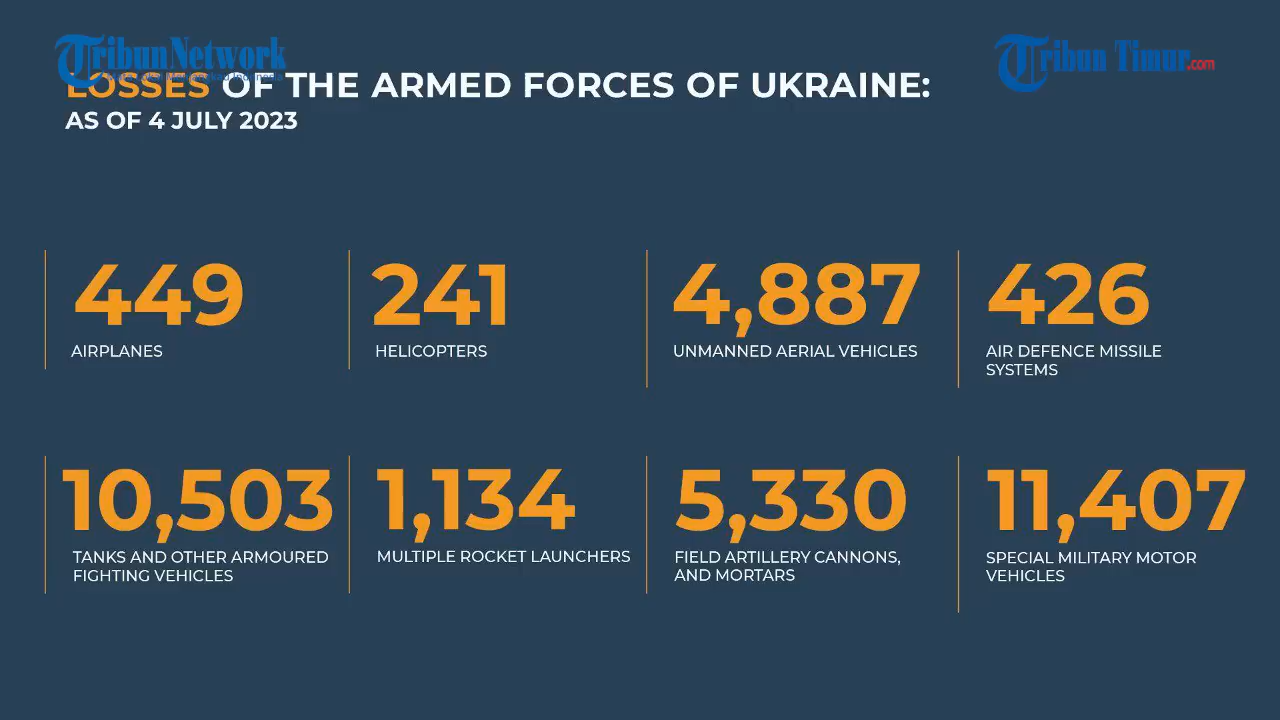 TribunNetwork
Tribun Timur.com
LOSSES OF THE ARMED FORCES OF UKRAINE:
AS OF 4 JULY 2023
449
AIRPLANES
241
HELICOPTERS
4,887
UNMANNED AERIAL VEHICLES
426
AIR DEFENCE MISSILE
SYSTEMS
10,503
TANKS AND OTHER ARMOURED
FIGHTING VEHICLES
1,134
MULTIPLE ROCKET LAUNCHERS
5,330
FIELD ARTILLERY CANNONS,
AND MORTARS
11,407
SPECIAL MILITARY MOTOR
VEHICLES